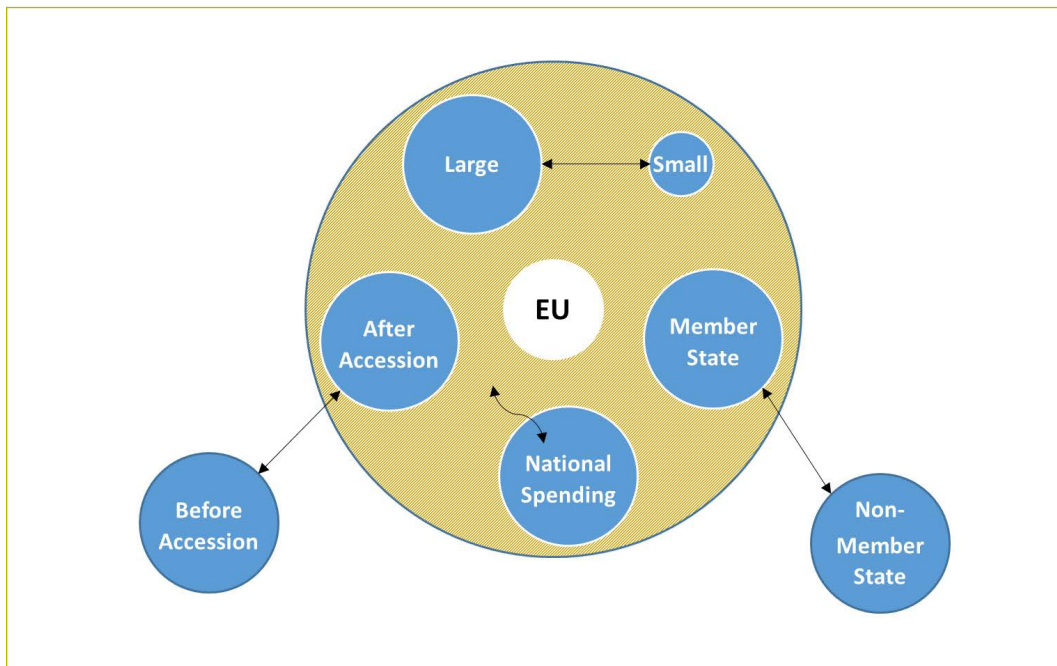 Large
Small
EU
After
Accession
Member
State
National
Spending
Before
Accession
Non-
Member
State